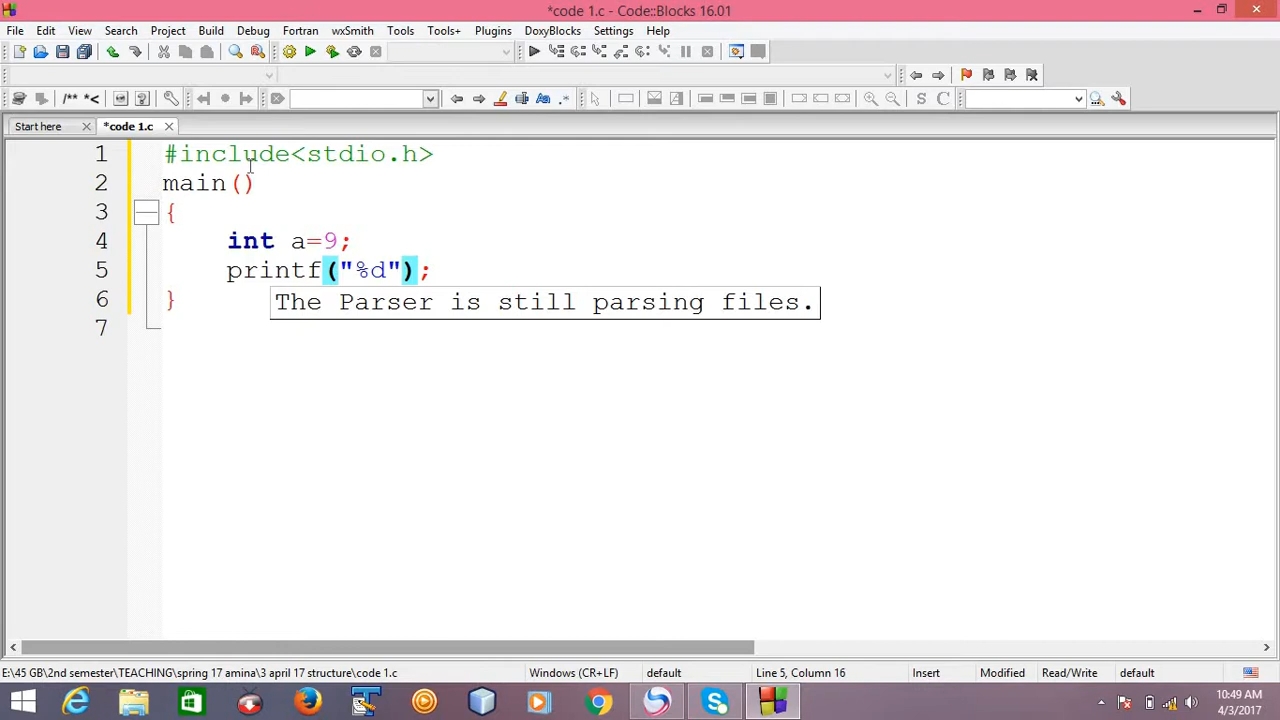 *code 1.c - Code::Blocks 16.01
File Edit View Search Project Build Debug Fortran wxSmith Tools Tools+ Plugins DoxyBlocks Settings Help
/** *<
S C
Start here *code 1.c
1 #include<stdio.h>
2 main()
3 {
4 int a=9;
5 printf("%d");
The Parser is still parsing files.
6 }
7
E:\45 GB\2nd semester\TEACHING\spring 17 amina\3 april 17 structure\code 1.c Windows (CR+LF) default Line 5, Column 16 Insert Modified Read/Write default
10:49 AM
4/3/2017